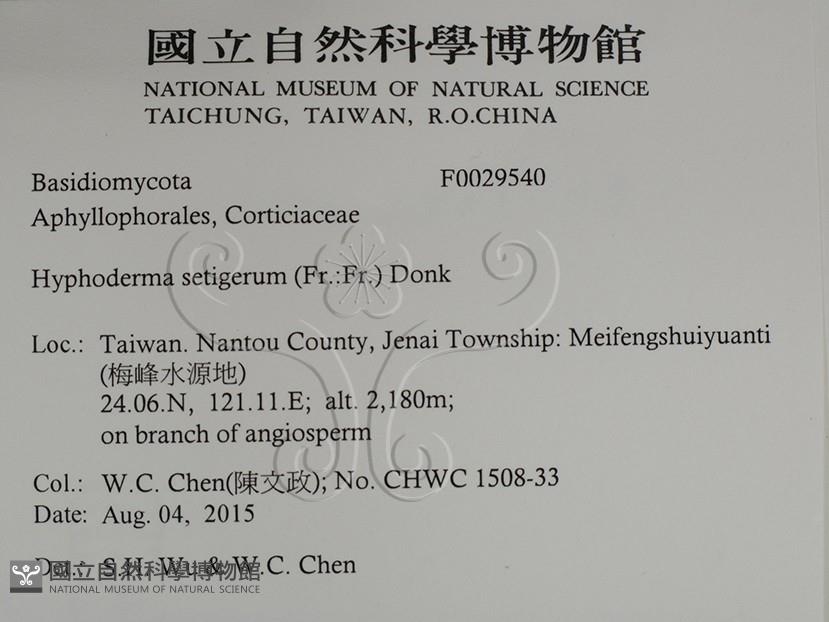 國立自然科學博物館
NATIONAL MUSEUM OF NATURAL SCIENCE
TAICHUNG, TAIWAN, R.O.CHINA
Basidiomycota F0029540
Aphyllophorales, Corticiaceae
Hyphoderma setigerum (Fr.:Fr.) Donk
Loc.: Taiwan. Nantou County, Jenai Township: Meifengshuiyuanti
(梅峰水源地)
24.06.N, 121.11.E; alt. 2,180m;
on branch of angiosperm
Col.: W.C. Chen(陳文政); No. CHWC 1508-33
Date: Aug. 04, 2015
S.H. Wu & W.C. Chen
國立自然科學博物館
NATIONAL MUSEUM OF NATURAL SCIENCE